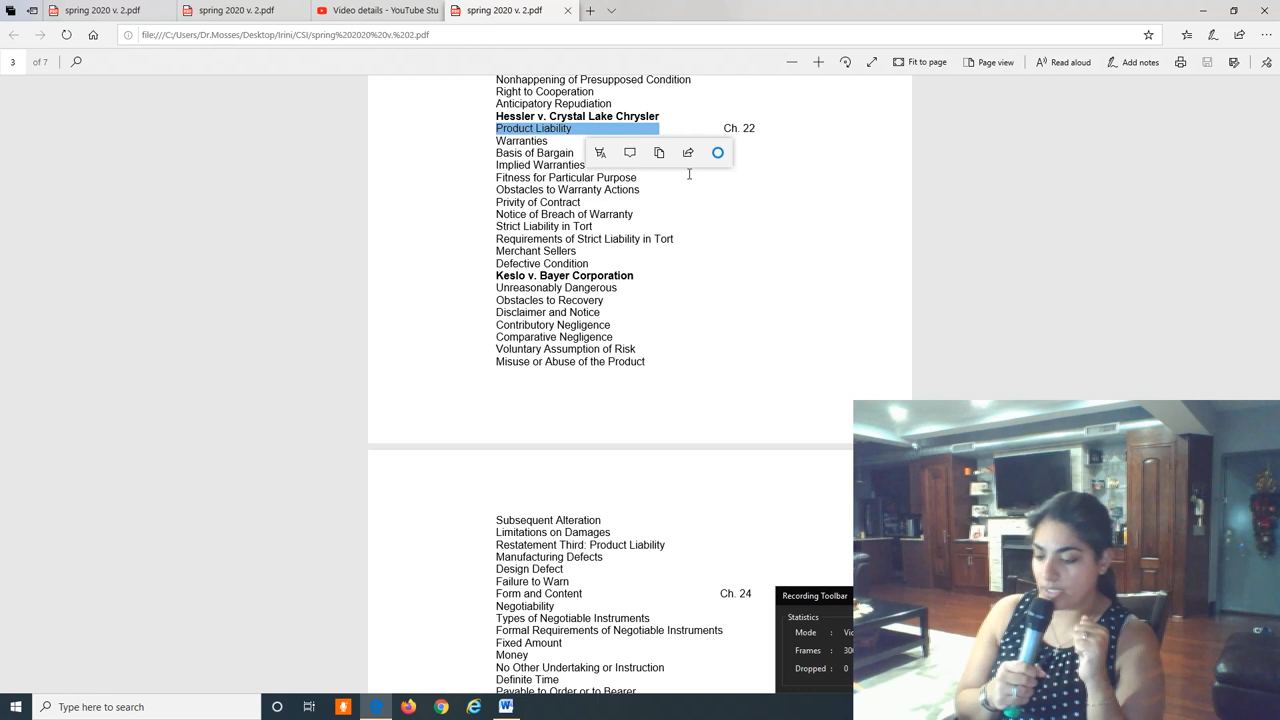 spring 2020 v. 2.pdf
spring 2020 v. 2.pdf
Video details - YouTube Stu
spring 2020 v. 2.pdf
file:///C:/Users/Dr.Mosses/Desktop/Irini/CSI/spring%202020%20v.%202.pdf
3 of 7
Fit to page
Page view
Read aloud
Add notes
Nonhappening of Presupposed Condition
Right to Cooperation
Anticipatory Repudiation
Hessler v. Crystal Lake Chrysler
Product Liability Ch. 22
Warranties
Basis of Bargain
Implied Warranties
Fitness for Particular Purpose
Obstacles to Warranty Actions
Privity of Contract
Notice of Breach of Warranty
Strict Liability in Tort
Requirements of Strict Liability in Tort
Merchant Sellers
Defective Condition
Keslo v. Bayer Corporation
Unreasonably Dangerous
Obstacles to Recovery
Disclaimer and Notice
Contributory Negligence
Comparative Negligence
Voluntary Assumption of Risk
Misuse or Abuse of the Product
Subsequent Alteration
Limitations on Damages
Restatement Third: Product Liability
Manufacturing Defects
Design Defect
Failure to Warn
Form and Content Ch. 24
Negotiability
Types of Negotiable Instruments
Formal Requirements of Negotiable Instruments
Fixed Amount
Money
No Other Undertaking or Instruction
Definite Time
Payable to Order or to Bearer
Recording Toolbar
Statistics
Mode : Vi
Frames : 30
Dropped : 0
Type here to search